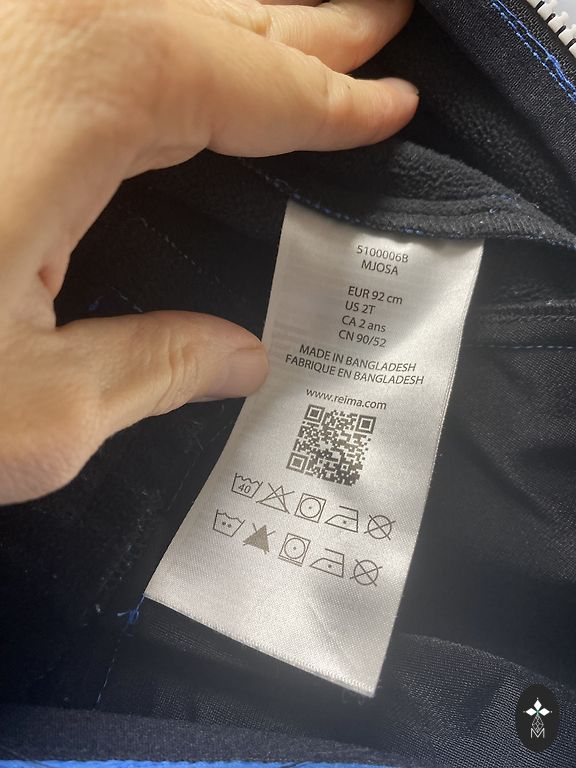 5100006B
MJOSA
EUR 92 cm
US 2T
CA 2 ans
CN 90/52
MADE IN BANGLADESH
FABRIQUE EN BANGLADESH
www.reima.com
40
M